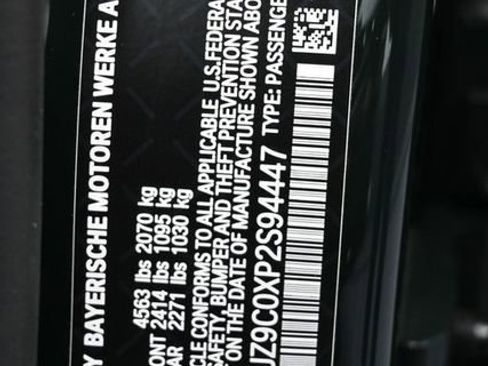 Y BAYERISCHE MOTOREN WERKE A
4563 lbs 2070 kg
ONT 2414 lbs 1095 kg
AR 2271 lbs 1030 kg
CLE CONFORMS TO ALL APPLICABLE U.S.FEDERA
SAFETY, BUMPER AND THEFT PREVENTION STA
ON THE DATE OF MANUFACTURE SHOWN ABO
UZ9C0XP2S94447 TYPE: PASSENGE